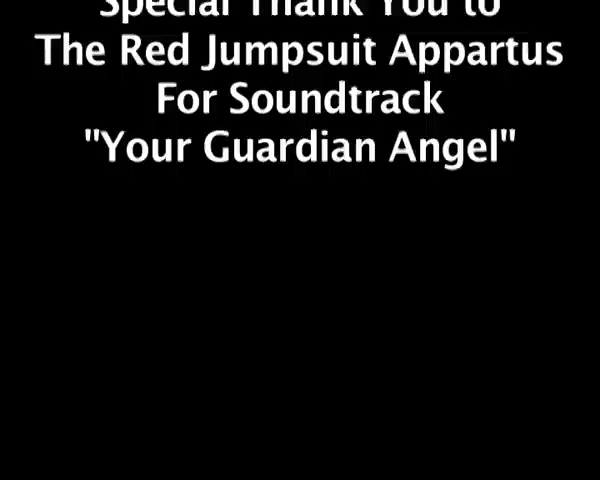 Special Thank You to
The Red Jumpsuit Appartus
For Soundtrack
"Your Guardian Angel"